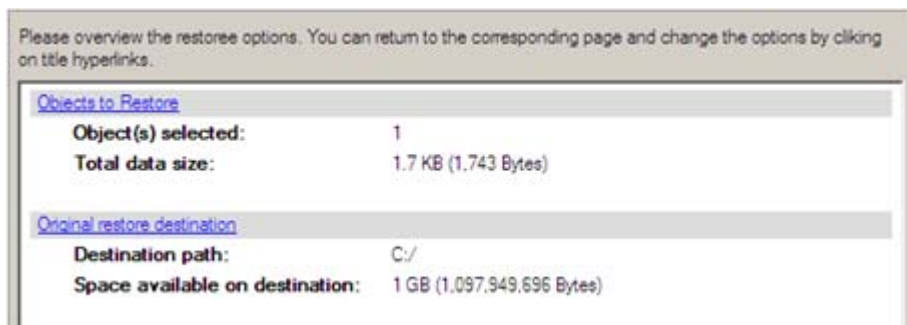 Please overview the restoree options. You can return to the corresponding page and change the options by cliking
on title hyperlinks.
Objects to Restore
Object(s) selected: 1
Total data size: 1.7 KB (1,743 Bytes)
Original restore destination
Destination path: C:/
Space available on destination: 1 GB (1,097,949,696 Bytes)